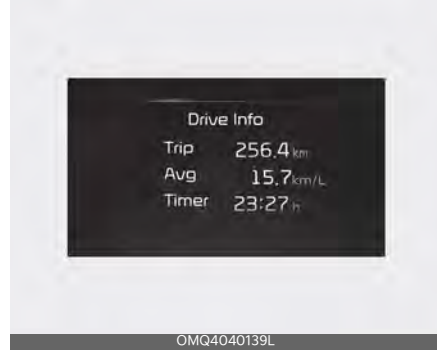 Drive Info
Trip 256.4 km
Avg 15.7 km/L
Timer 23:27 h
OMQ4040139L